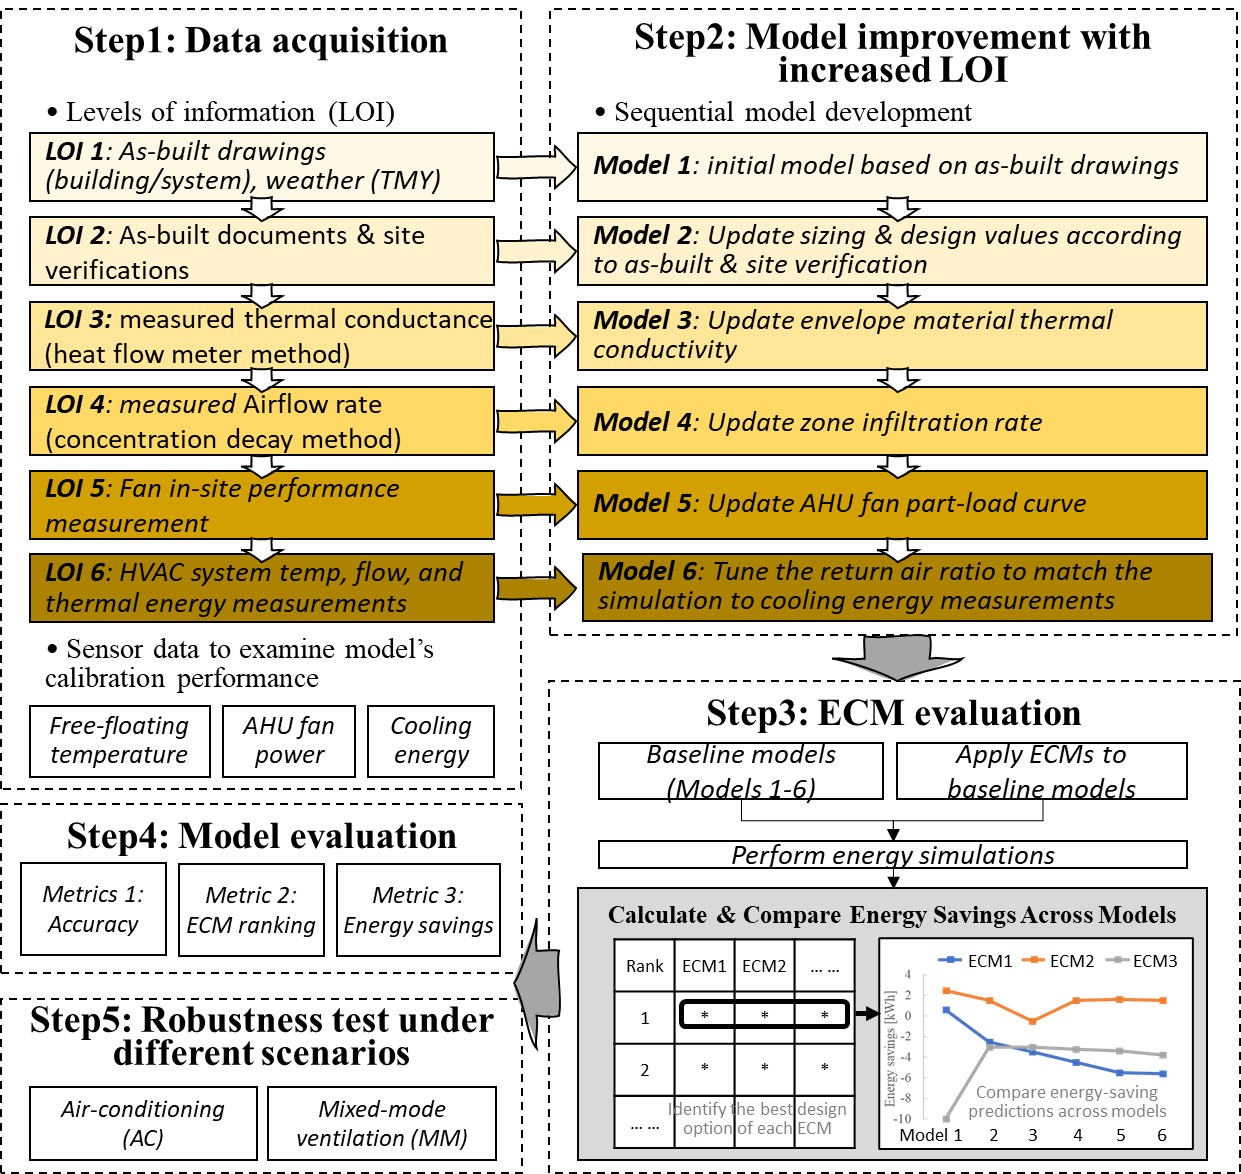 Step1: Data acquisition
• Levels of information (LOI)
LOI 1: As-built drawings
(building/system), weather (TMY)
LOI 2: As-built documents & site
verifications
LOI 3: measured thermal conductance
(heat flow meter method)
LOI 4: measured Airflow rate
(concentration decay method)
LOI 5: Fan in-site performance
measurement
LOI 6: HVAC system temp, flow, and
thermal energy measurements
• Sensor data to examine model's
calibration performance
Free-floating
temperature
AHU fan
power
Cooling
energy
Step2: Model improvement with
increased LOI
• Sequential model development
Model 1: initial model based on as-built drawings
Model 2: Update sizing & design values according
to as-built & site verification
Model 3: Update envelope material thermal
conductivity
Model 4: Update zone infiltration rate
Model 5: Update AHU fan part-load curve
Model 6: Tune the return air ratio to match the
simulation to cooling energy measurements
Step3: ECM evaluation
Baseline models
(Models 1-6)
Apply ECMs to
baseline models
Perform energy simulations
Calculate & Compare Energy Savings Across Models
Rank ECM1 ECM2 ... ...
1 * * *
2 * * *
... ...
Identify the best design
option of each ECM
ECM1 ECM2 ECM3
Energy savings [kWh]
4
2
0
-2
-4
-6
-8
-10
Compare energy-saving
predictions across models
Model 1 2 3 4 5 6
Step4: Model evaluation
Metrics 1:
Accuracy
Metric 2:
ECM ranking
Metric 3:
Energy savings
Step5: Robustness test under
different scenarios
Air-conditioning
(AC)
Mixed-mode
ventilation (MM)